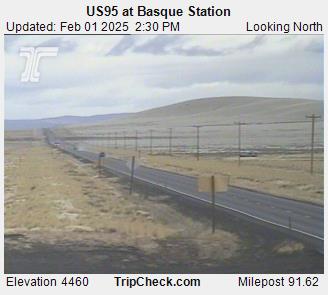 US95 at Basque Station
Updated: Feb 01 2025 2:30 PM Looking North
Elevation 4460 TripCheck.com Milepost 91.62